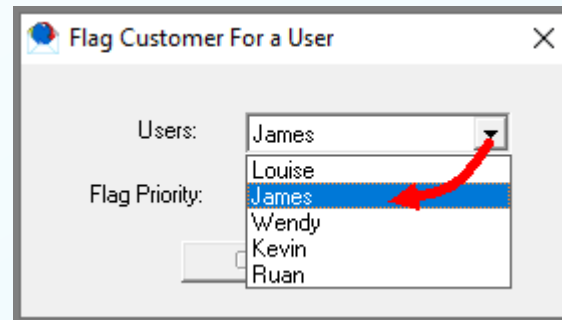 Flag Customer For a User
Users: James
Louise
Flag Priority: James
Wendy
Kevin
Ruan